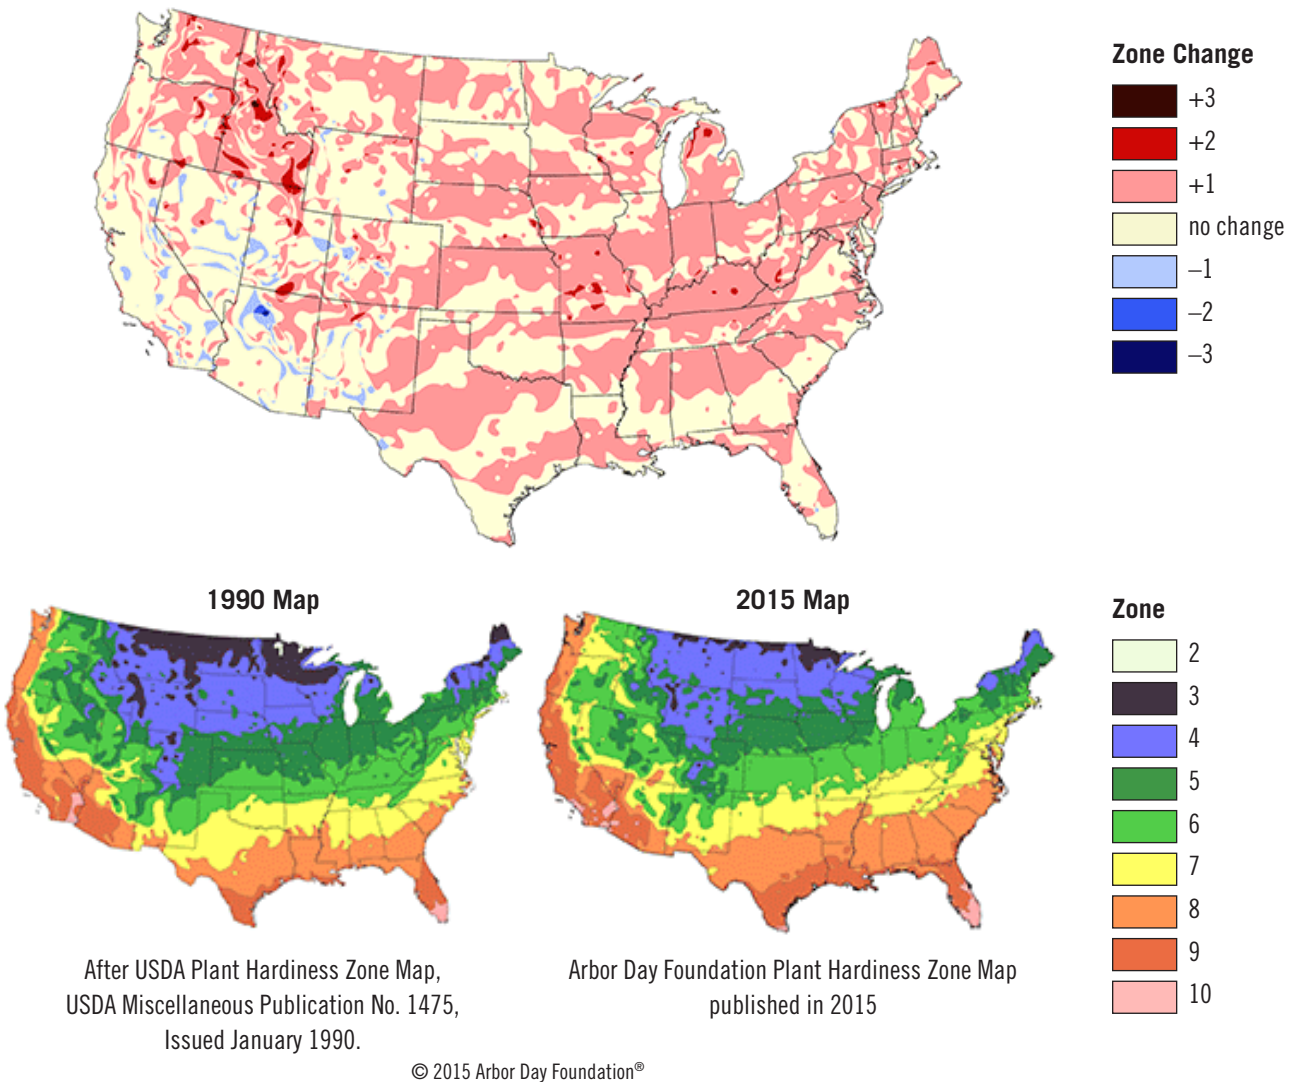 Zone Change
+3
+2
+1
no change
–1
–2
–3
1990 Map
2015 Map
Zone
2
3
4
5
6
7
8
9
10
After USDA Plant Hardiness Zone Map,
USDA Miscellaneous Publication No. 1475,
Issued January 1990.
Arbor Day Foundation Plant Hardiness Zone Map
published in 2015
© 2015 Arbor Day Foundation®